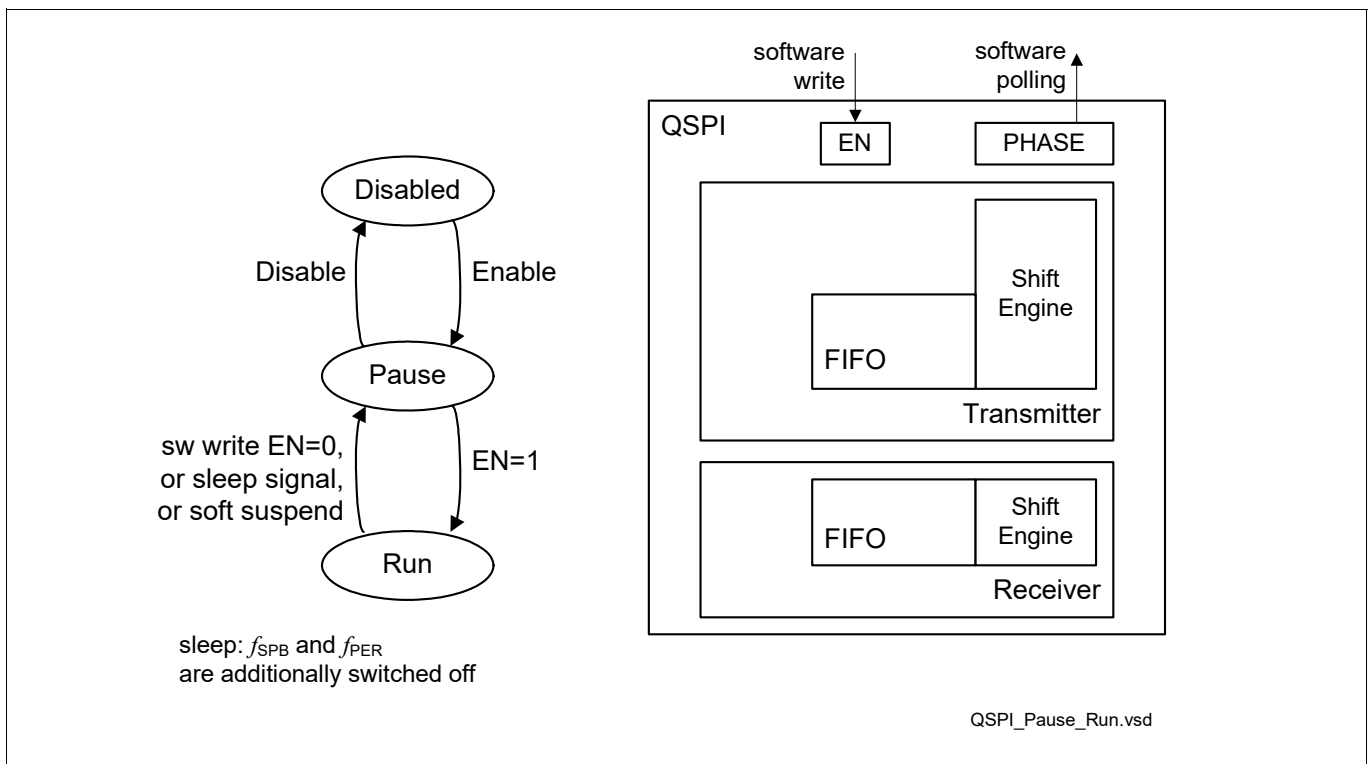 Disabled
Disable
Enable
Pause
sw write EN=0,
or sleep signal,
or soft suspend
EN=1
Run
sleep: fSPB and fPER
are additionally switched off
software
write
software
polling
QSPI
EN
PHASE
Shift
Engine
FIFO
Transmitter
Shift
Engine
FIFO
Receiver
QSPI_Pause_Run.vsd